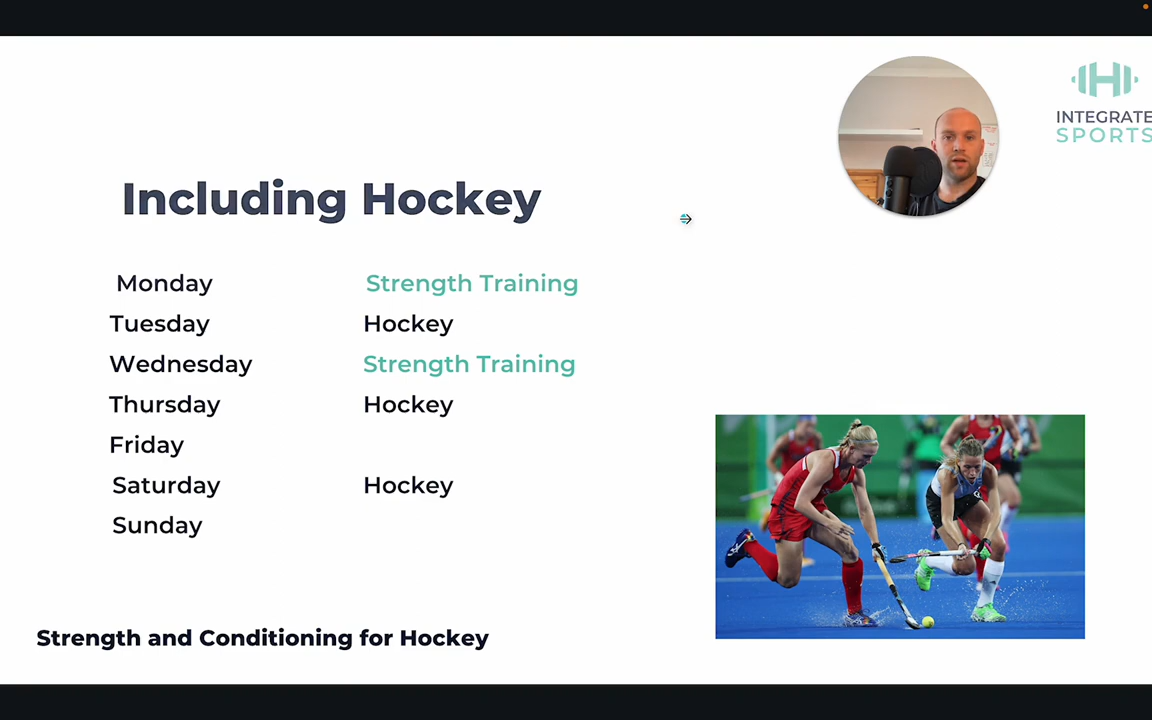 INTEGRATE
SPORTS
Including Hockey
Monday Strength Training
Tuesday Hockey
Wednesday Strength Training
Thursday Hockey
Friday
Saturday Hockey
Sunday
Strength and Conditioning for Hockey